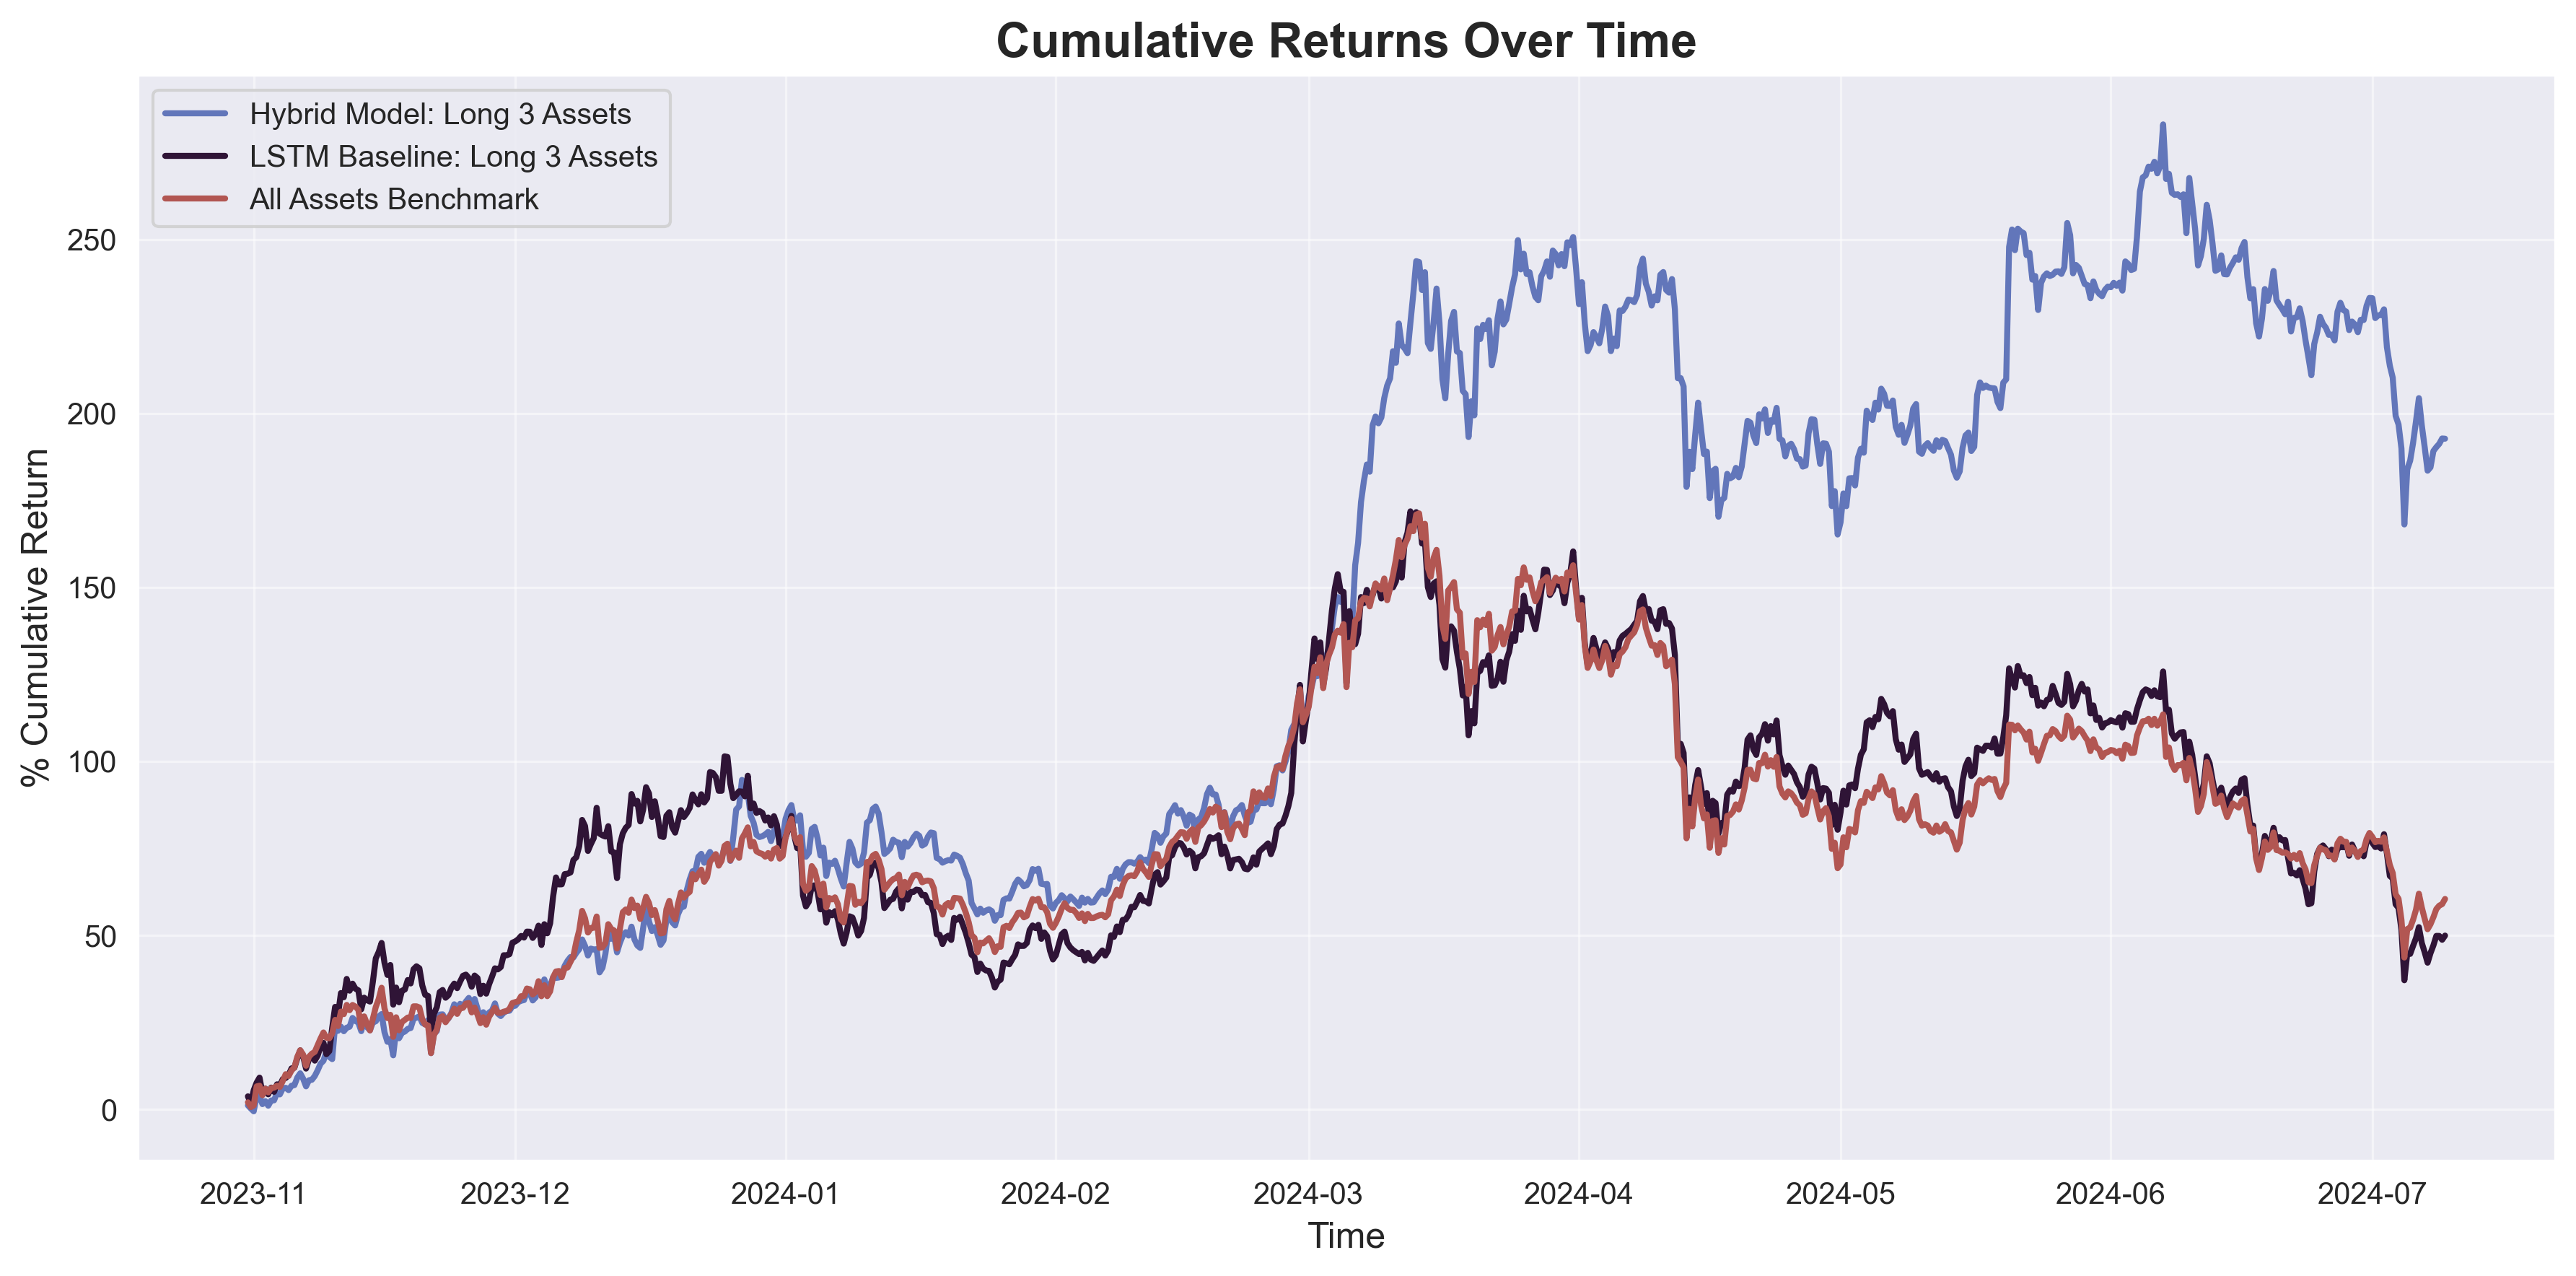 Cumulative Returns Over Time
Hybrid Model: Long 3 Assets
LSTM Baseline: Long 3 Assets
All Assets Benchmark
% Cumulative Return
250
200
150
100
50
0
2023-11
2023-12
2024-01
2024-02
2024-03
2024-04
2024-05
2024-06
2024-07
Time